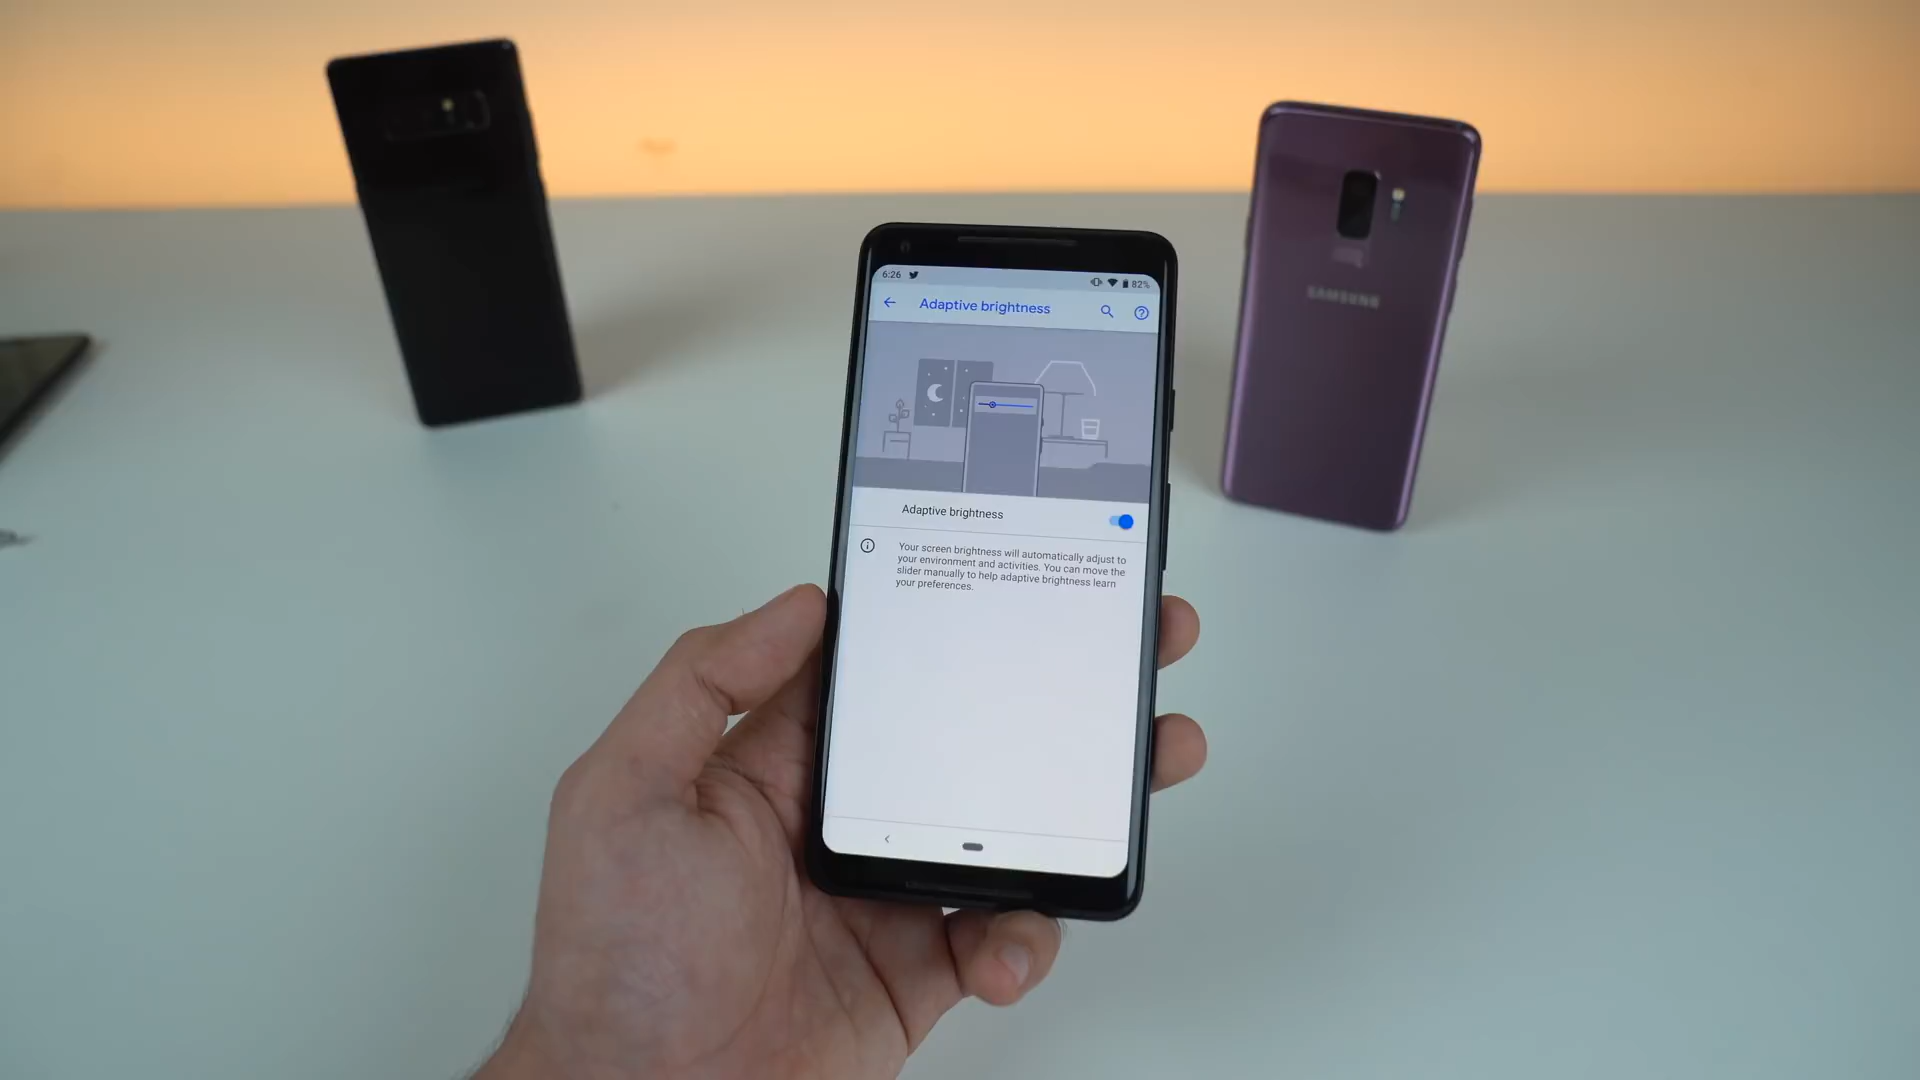 6:26
82%
Adaptive brightness
Adaptive brightness
Your screen brightness will automatically adjust to
your environment and activities. You can move the
slider manually to help adaptive brightness learn
your preferences.
SAMSUNG